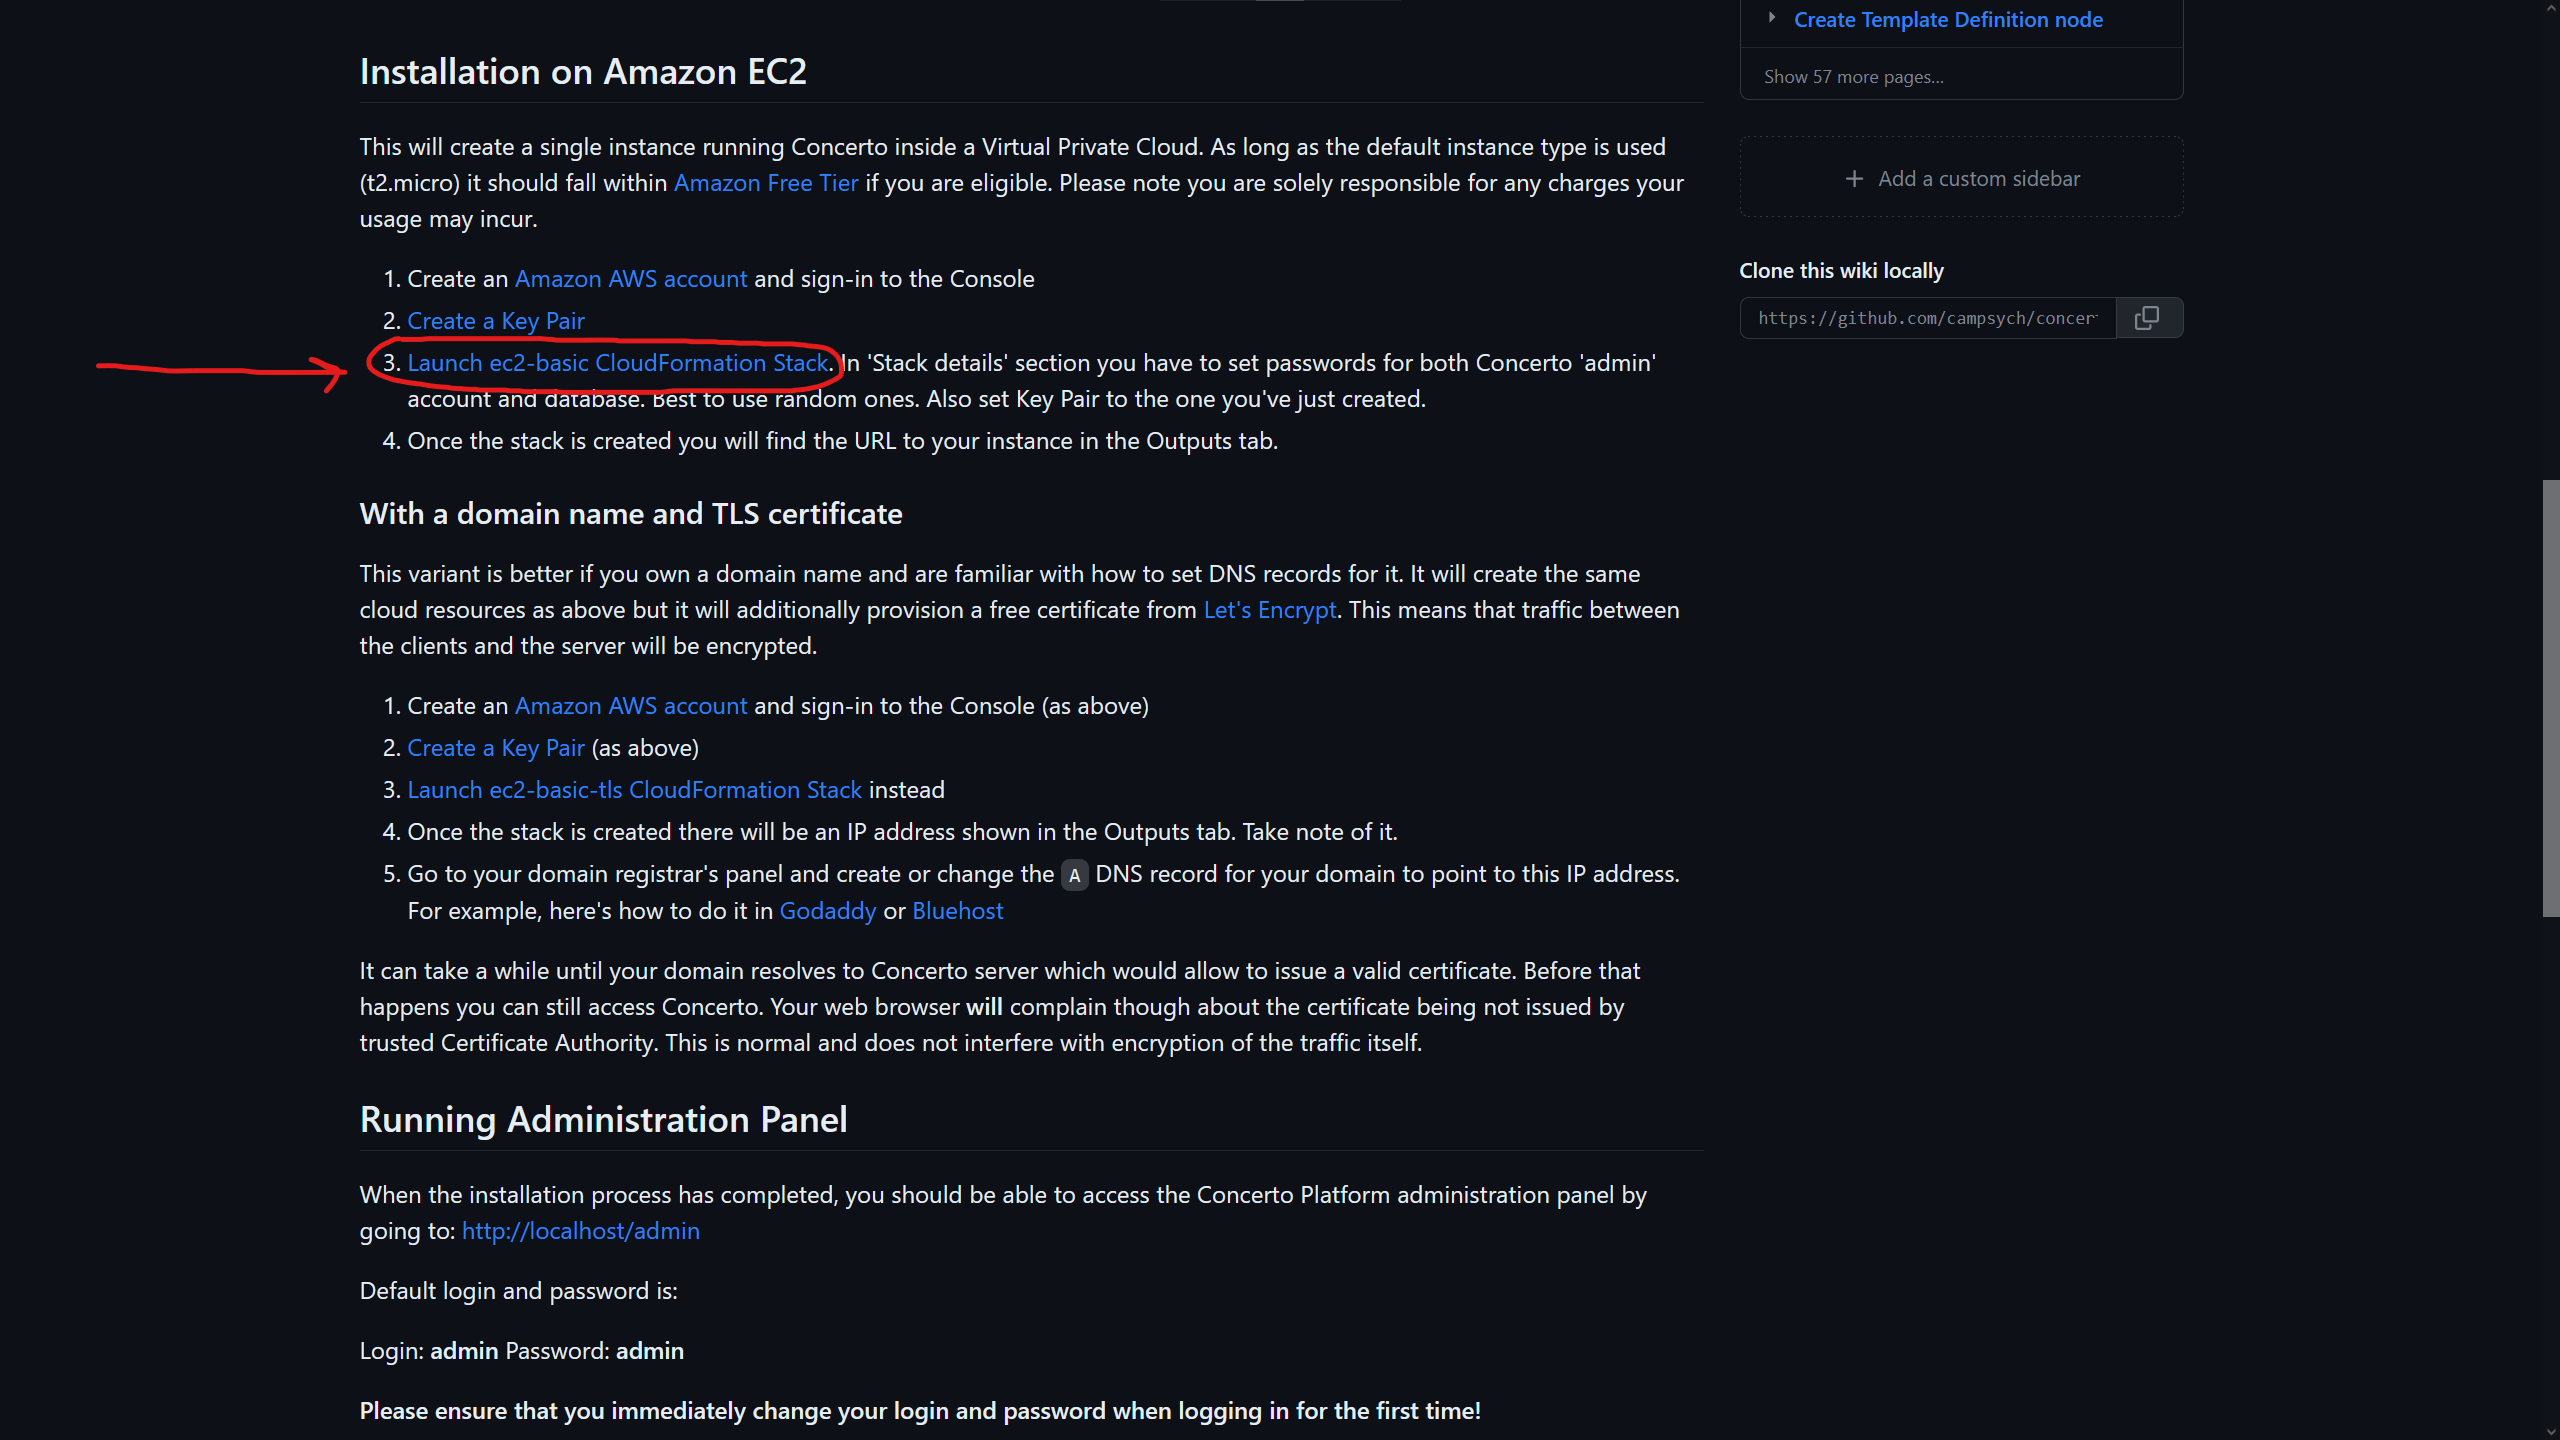 Create Template Definition node
Show 57 more pages...
Add a custom sidebar
Clone this wiki locally
https://github.com/campsych/concer
Installation on Amazon EC2
This will create a single instance running Concerto inside a Virtual Private Cloud. As long as the default instance type is used
(t2.micro) it should fall within Amazon Free Tier if you are eligible. Please note you are solely responsible for any charges your
usage may incur.
1. Create an Amazon AWS account and sign-in to the Console
2. Create a Key Pair
3. Launch ec2-basic CloudFormation Stack. In 'Stack details' section you have to set passwords for both Concerto 'admin'
account and database. Best to use random ones. Also set Key Pair to the one you've just created.
4. Once the stack is created you will find the URL to your instance in the Outputs tab.
With a domain name and TLS certificate
This variant is better if you own a domain name and are familiar with how to set DNS records for it. It will create the same
cloud resources as above but it will additionally provision a free certificate from Let's Encrypt. This means that traffic between
the clients and the server will be encrypted.
1. Create an Amazon AWS account and sign-in to the Console (as above)
2. Create a Key Pair (as above)
3. Launch ec2-basic-tls CloudFormation Stack instead
4. Once the stack is created there will be an IP address shown in the Outputs tab. Take note of it.
5. Go to your domain registrar's panel and create or change the A DNS record for your domain to point to this IP address.
For example, here's how to do it in Godaddy or Bluehost
It can take a while until your domain resolves to Concerto server which would allow to issue a valid certificate. Before that
happens you can still access Concerto. Your web browser will complain though about the certificate being not issued by
trusted Certificate Authority. This is normal and does not interfere with encryption of the traffic itself.
Running Administration Panel
When the installation process has completed, you should be able to access the Concerto Platform administration panel by
going to: http://localhost/admin
Default login and password is:
Login: admin Password: admin
Please ensure that you immediately change your login and password when logging in for the first time!